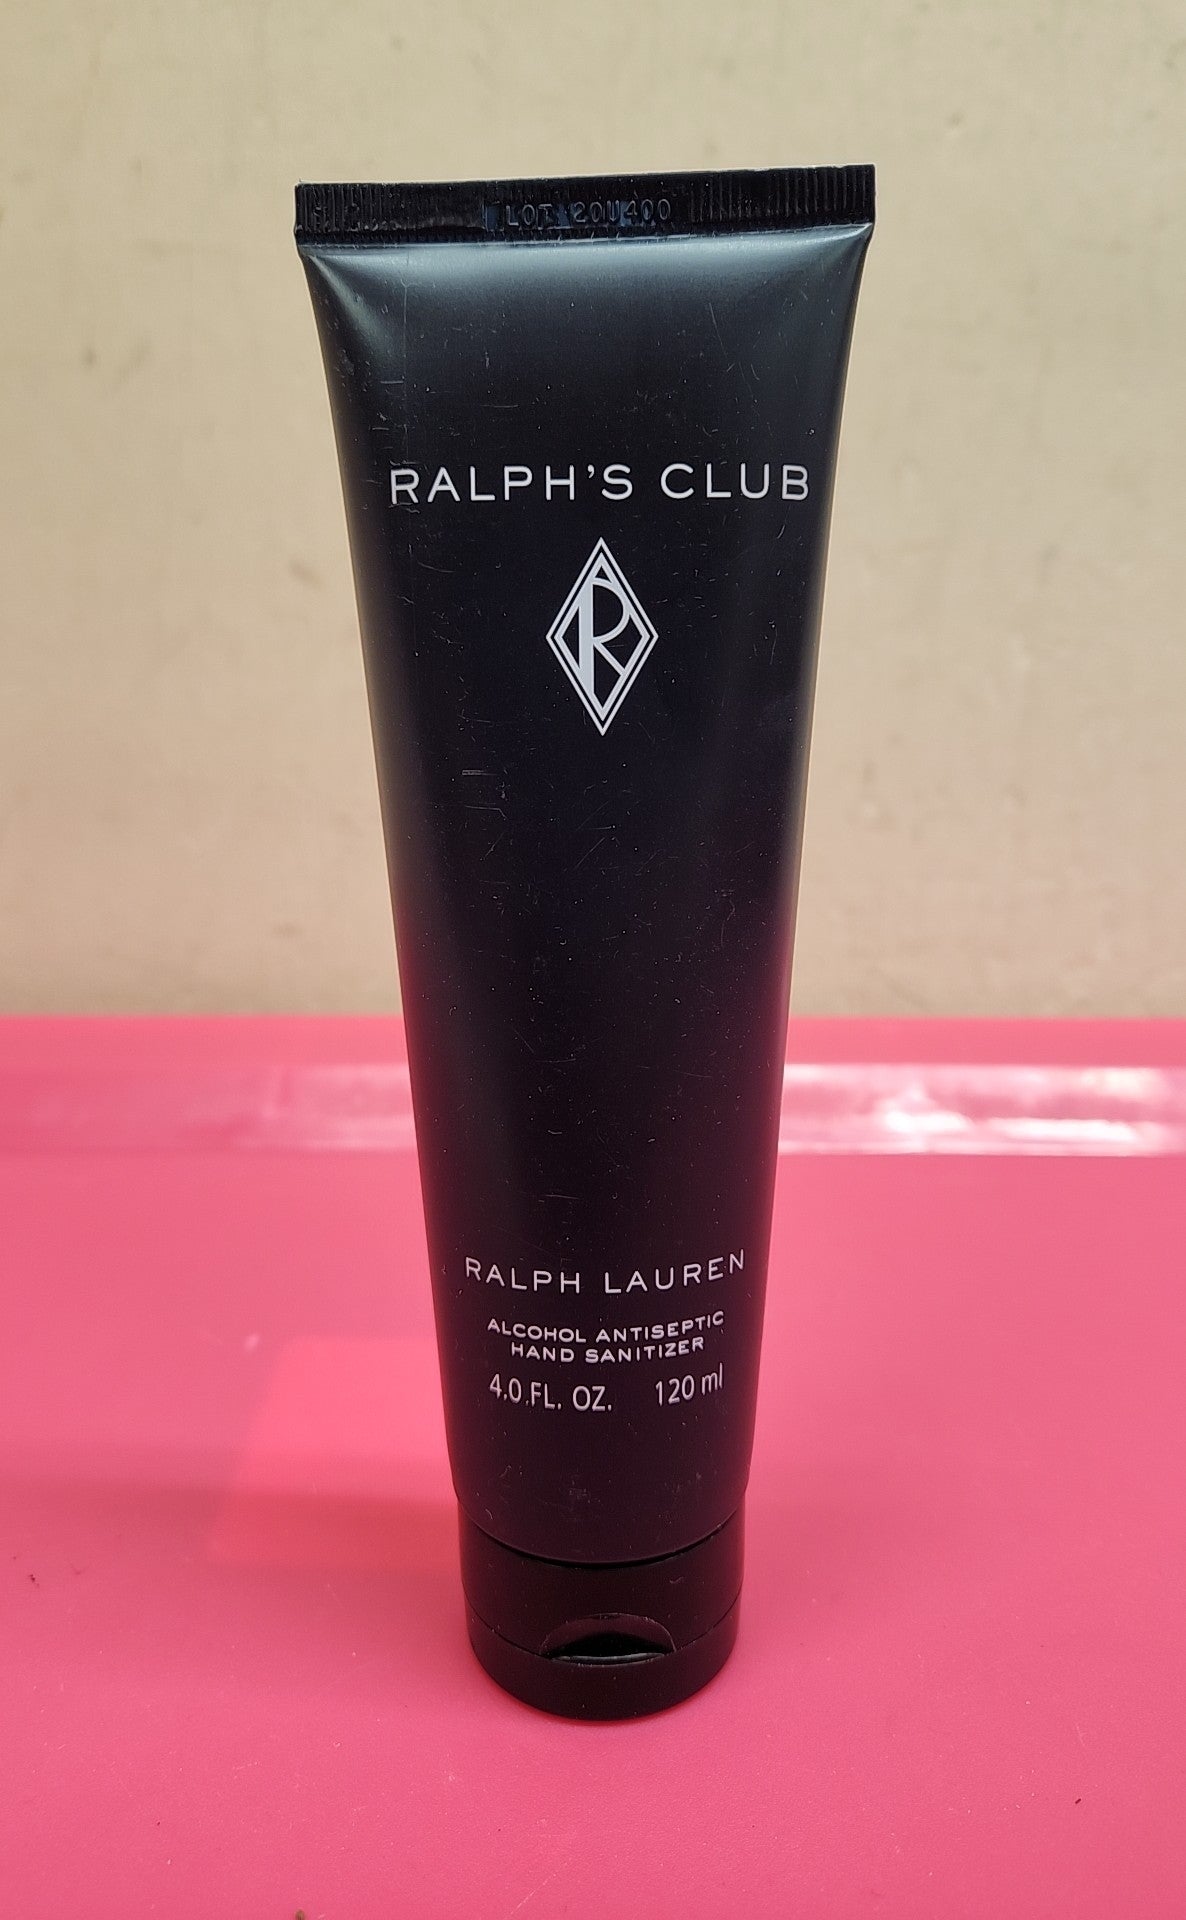 LOT 20U400
RALPH'S CLUB
R
RALPH LAUREN
ALCOHOL ANTISEPTIC
HAND SANITIZER
4.0 FL. OZ. 120 ml